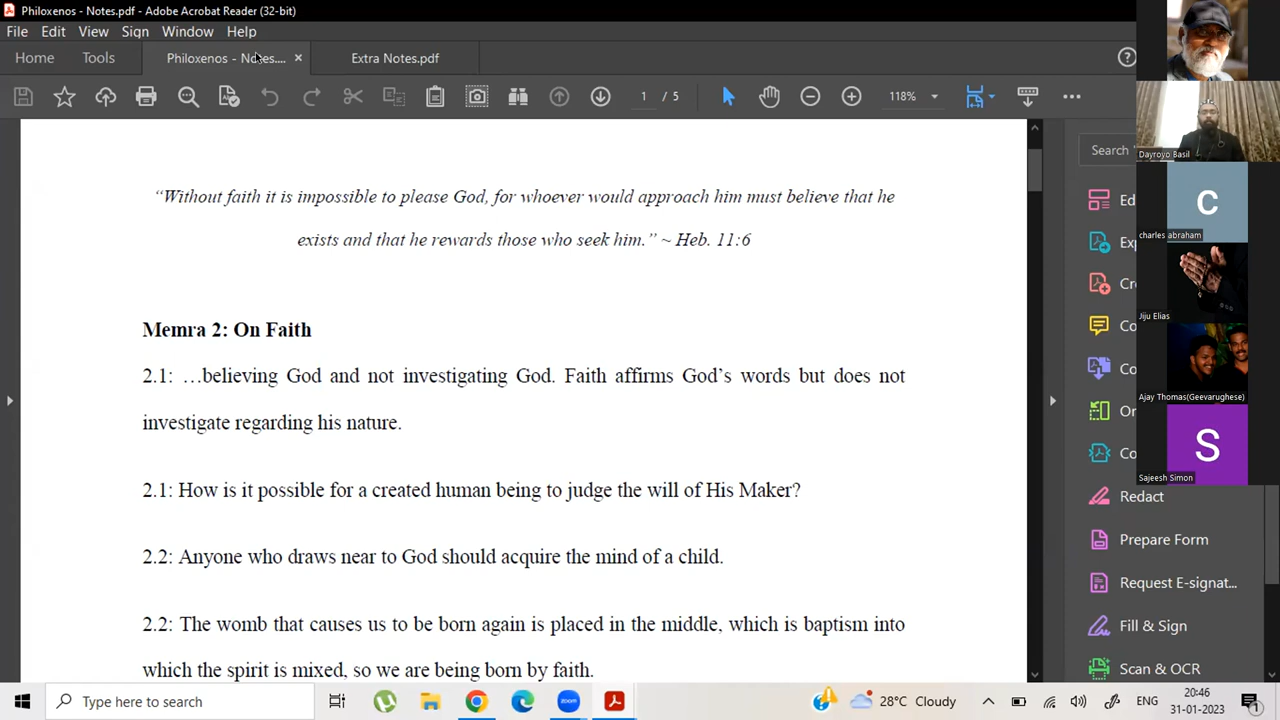 Philoxenos - Notes.pdf - Adobe Acrobat Reader (32-bit)
File Edit View Sign Window Help
Home Tools Philoxenos - Notes.... × Extra Notes.pdf
1 / 5 118%
“Without faith it is impossible to please God, for whoever would approach him must believe that he
exists and that he rewards those who seek him.” ~ Heb. 11:6
Memra 2: On Faith
2.1: …believing God and not investigating God. Faith affirms God’s words but does not
investigate regarding his nature.
2.1: How is it possible for a created human being to judge the will of His Maker?
2.2: Anyone who draws near to God should acquire the mind of a child.
2.2: The womb that causes us to be born again is placed in the middle, which is baptism into
which the spirit is mixed, so we are being born by faith.
Search
Ed
Exp
Cre
Co
Co
Or
Co
Redact
Prepare Form
Request E-signat...
Fill & Sign
Scan & OCR
Dayroyo Basil
C
charles abraham
Jiju Elias
Ajay Thomas(Geevarughese)
S
Sajeesh Simon
Type here to search
zoom
28°C Cloudy
ENG
20:46
31-01-2023
1